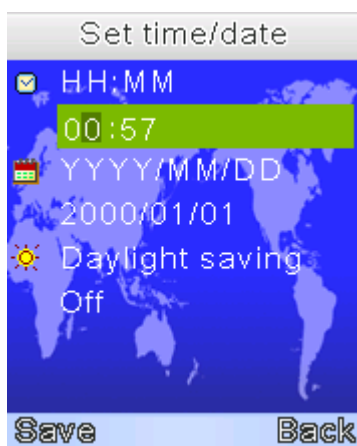 Set time/date
HH:MM
00:57
YYYY/MM/DD
2000/01/01
Daylight saving
Off
Save Back